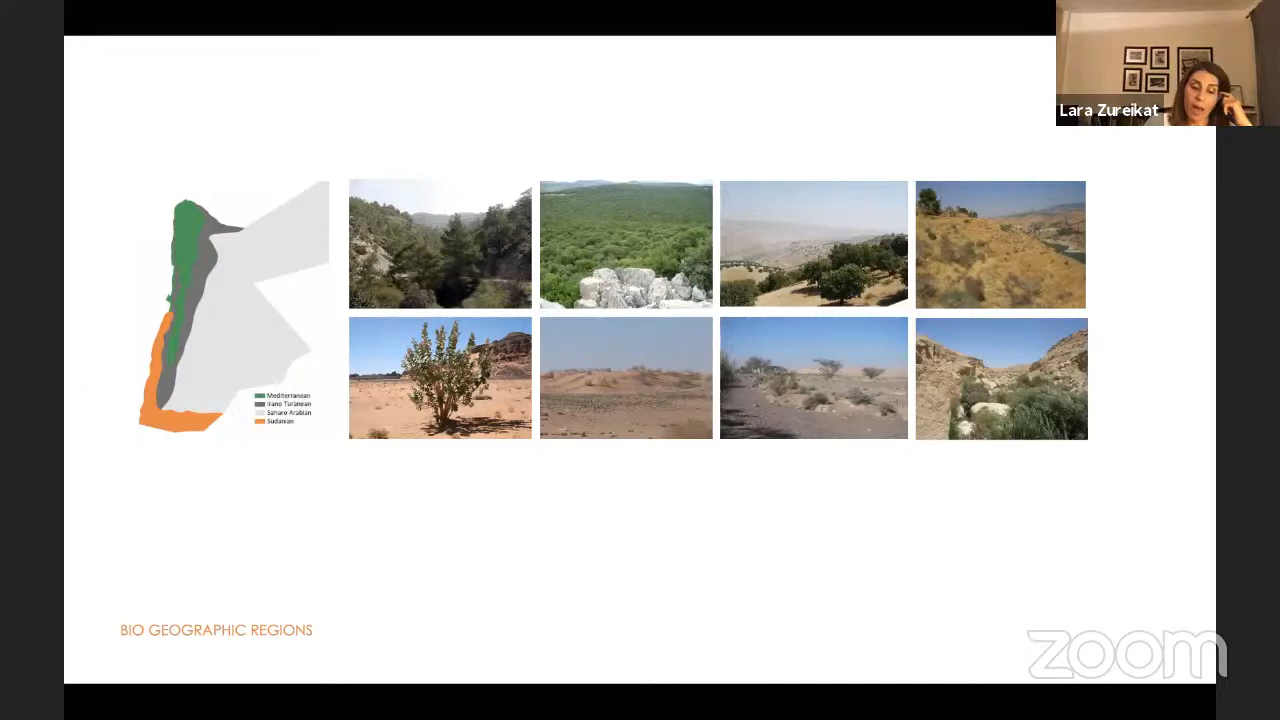 Lara Zureikat
Mediterranean
Irano Turanean
Saharo Arabian
Sudanian
BIO GEOGRAPHIC REGIONS
zoom